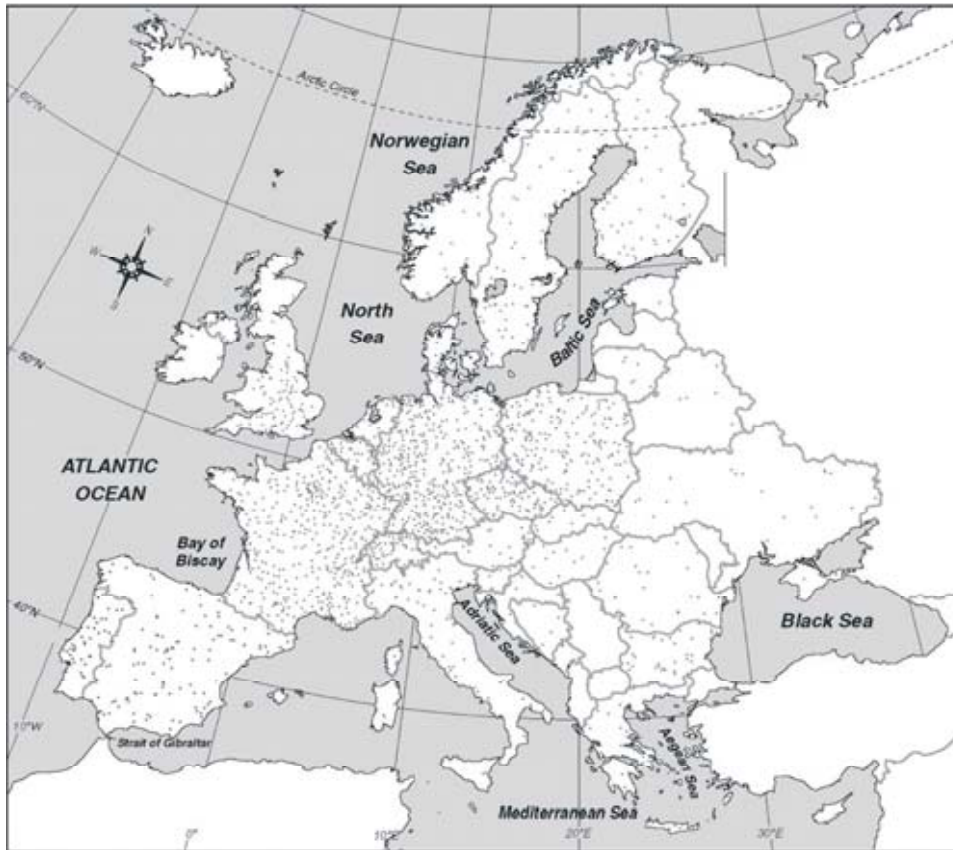 Arctic Circle
62°N
Norwegian
Sea
N
W
E
S
North
Sea
Baltic Sea
50°N
ATLANTIC
OCEAN
Bay of
Biscay
40°N
Adriatic Sea
Black Sea
10°W
Strait of Gibraltar
Aegean Sea
Mediterranean Sea
0°
10°E
20°E
30°E